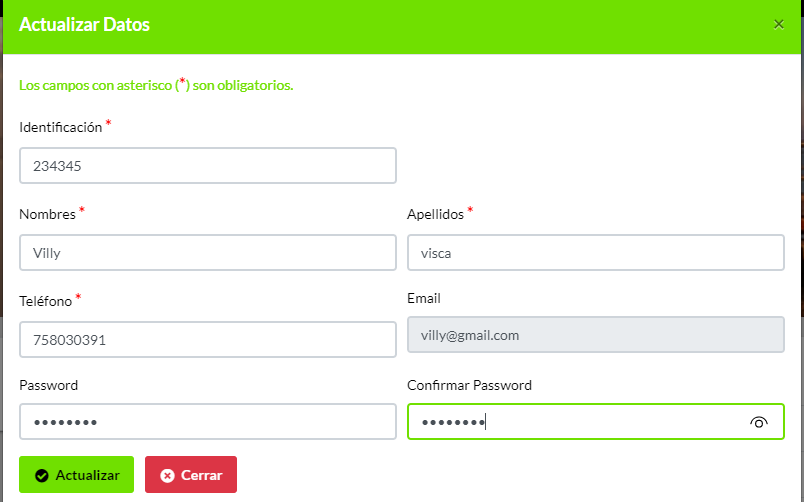 Actualizar Datos ×
Los campos con asterisco (*) son obligatorios.
Identificación *
234345
Nombres * Apellidos *
Villy visca
Teléfono * Email
758030391 villy@gmail.com
Password Confirmar Password
•••••••• ••••••••
Actualizar Cerrar